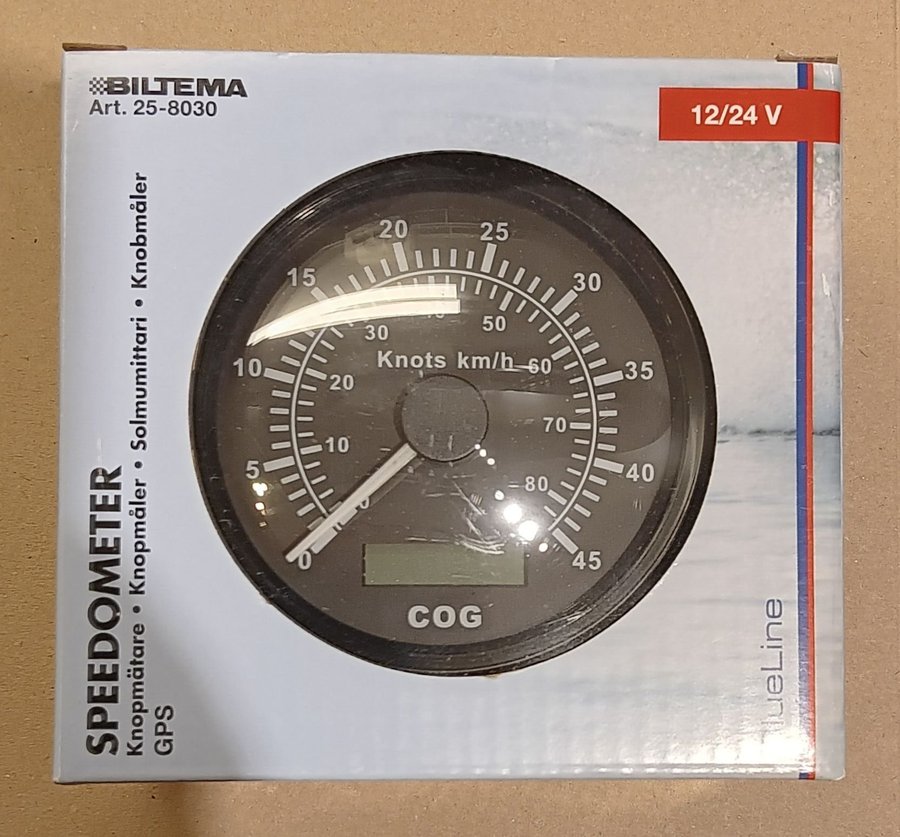 BILTEMA
Art. 25-8030
12/24 V
SPEEDOMETER
Knopmätare • Knopmåler • Solmumittari • Knobmåler
GPS
0
5
10
15
20
25
30
35
40
45
10
20
30
50
60
70
80
Knots km/h
COG
lueLine